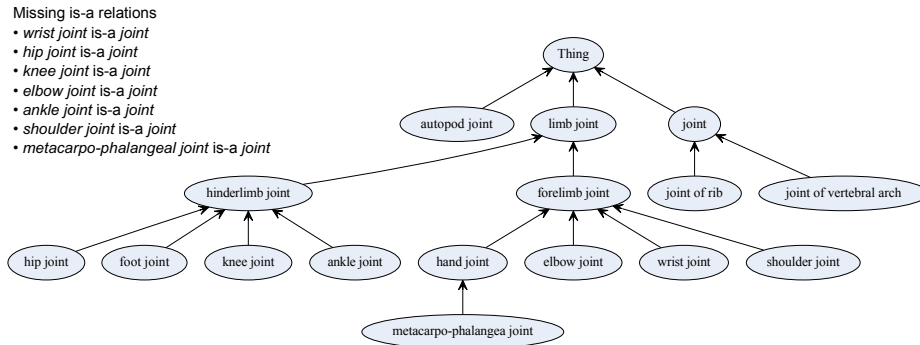 Missing is-a relations
• wrist joint is-a joint
• hip joint is-a joint
• knee joint is-a joint
• elbow joint is-a joint
• ankle joint is-a joint
• shoulder joint is-a joint
• metacarpo-phalangeal joint is-a joint
Thing
autopod joint
limb joint
joint
hinderlimb joint
forelimb joint
joint of rib
joint of vertebral arch
hip joint
foot joint
knee joint
ankle joint
hand joint
elbow joint
wrist joint
shoulder joint
metacarpo-phalangea joint